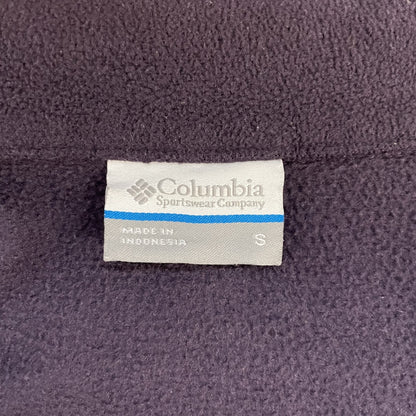 Columbia
Sportswear Company
MADE IN
INDONESIA
S